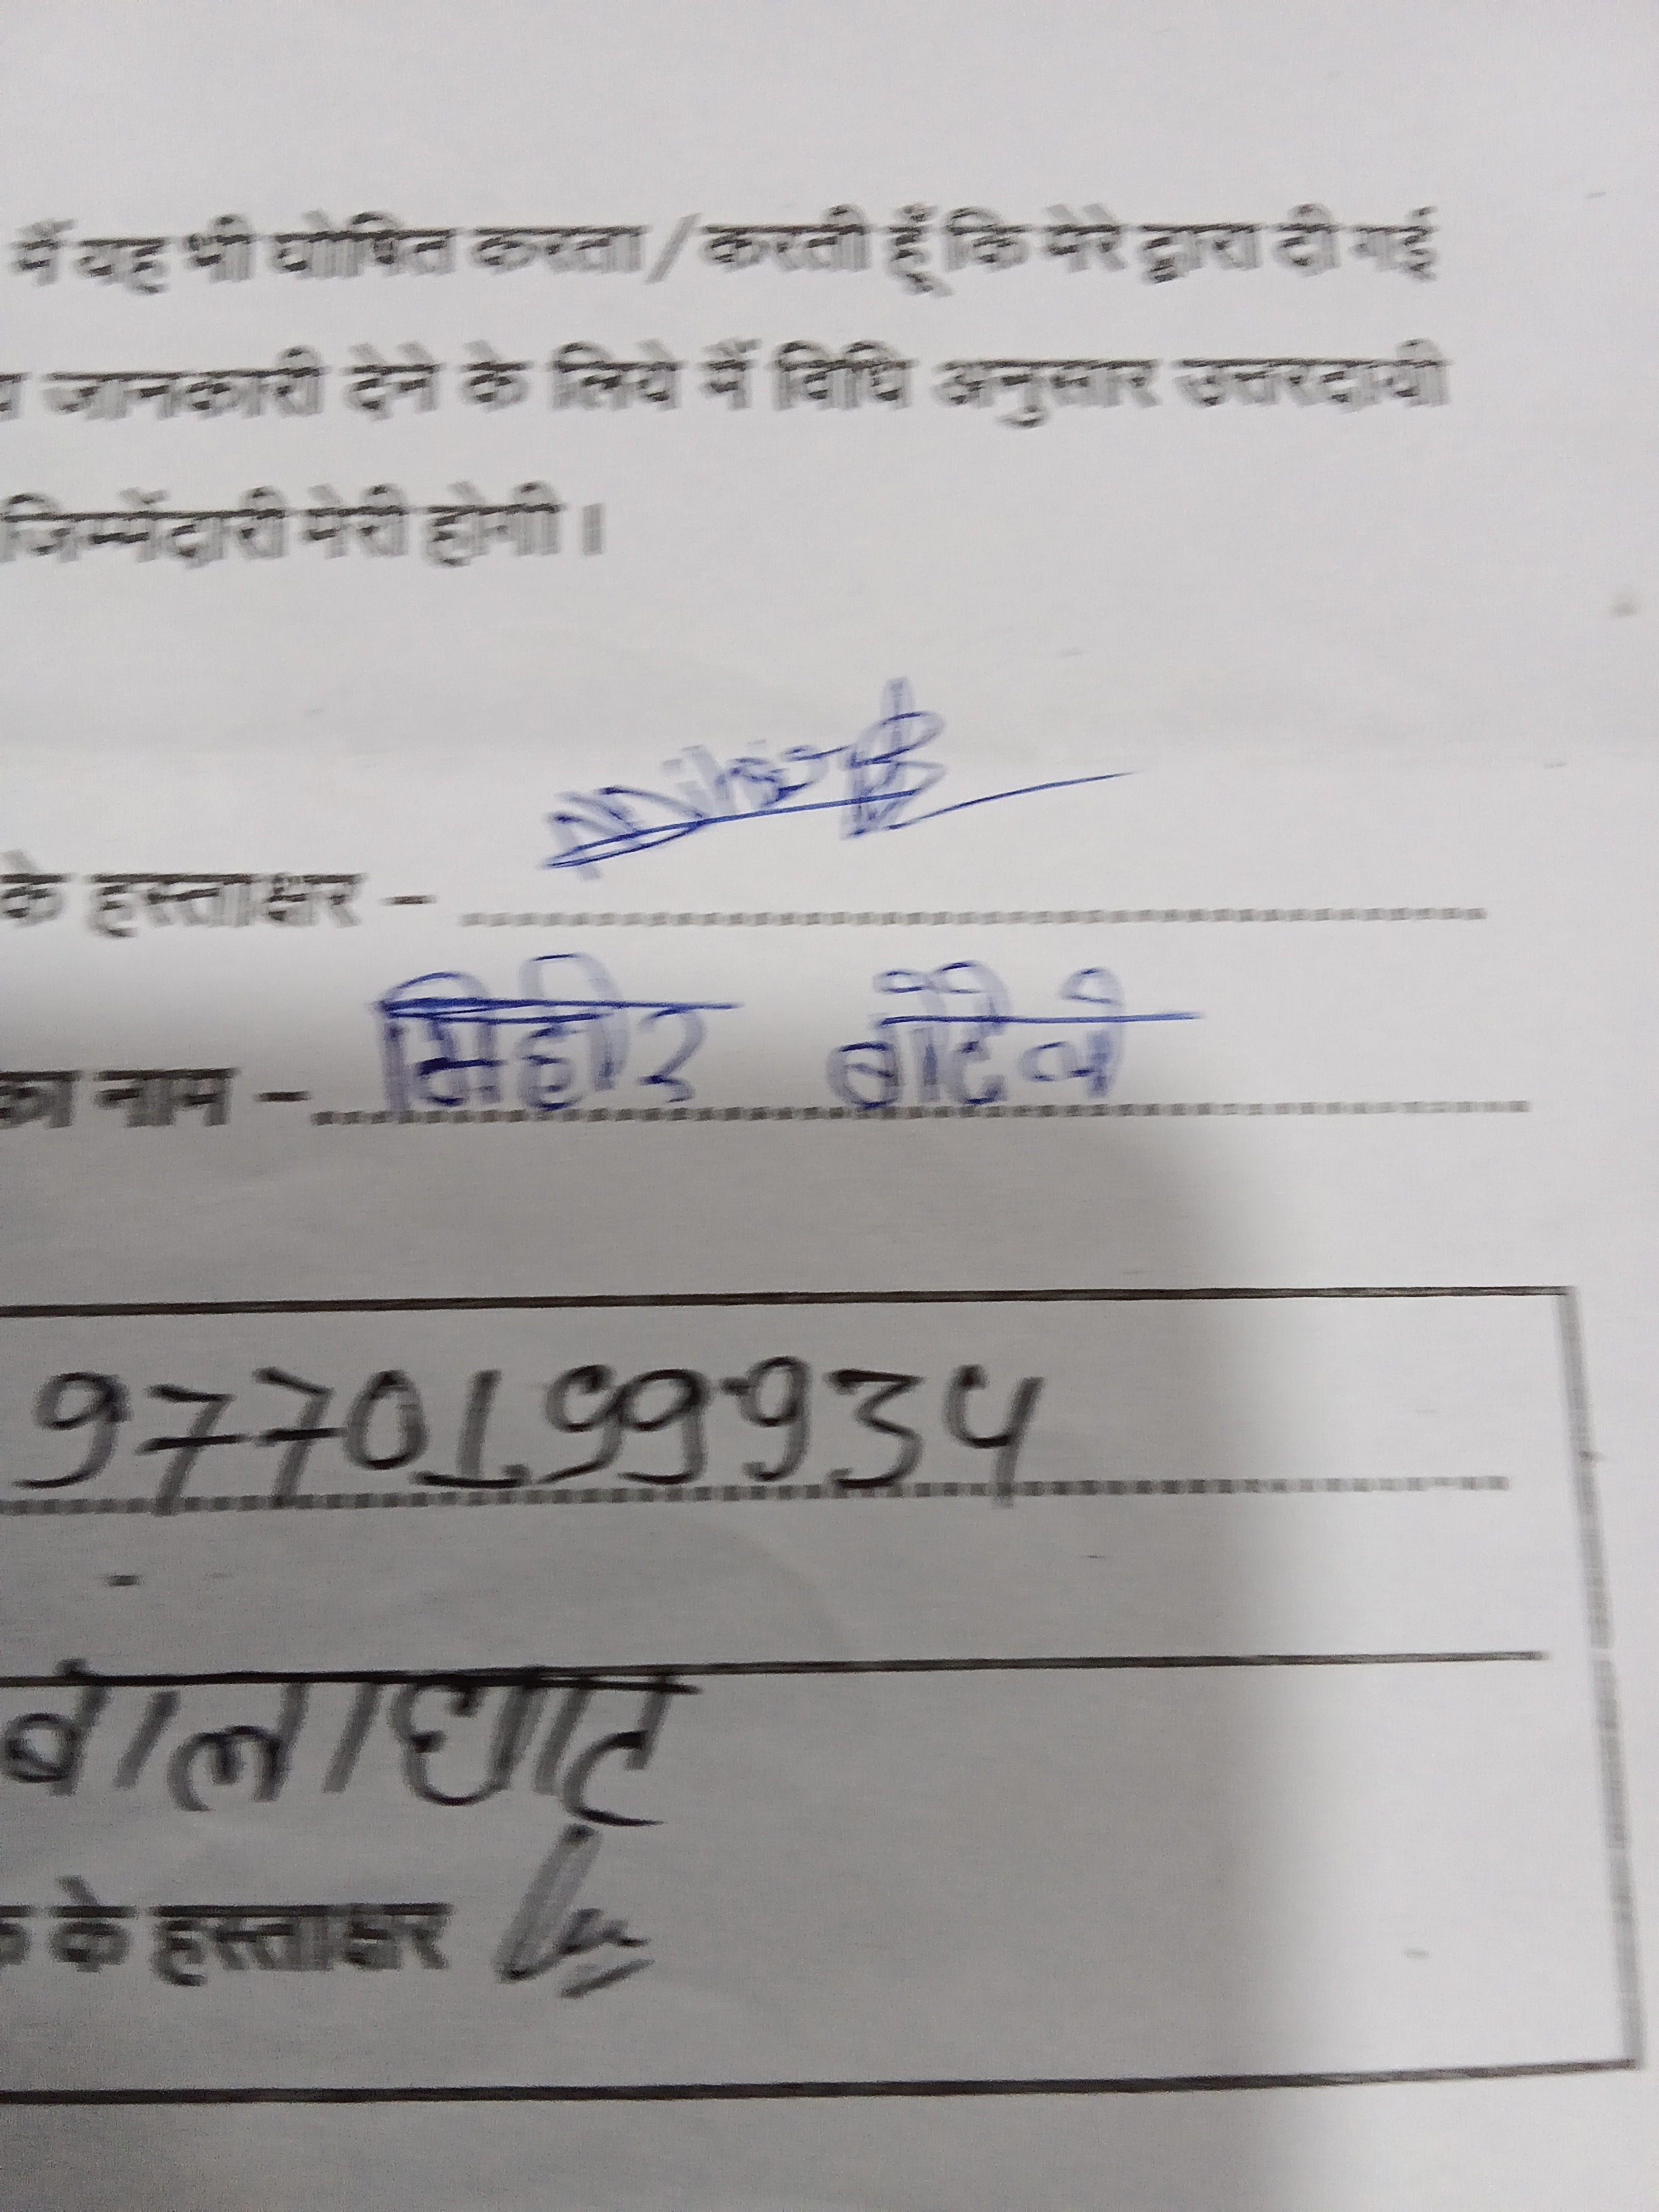 में यह भी घोषित करता / करती हूँ कि मेरे द्वारा दी गई
जानकारी देने के लिये मैं विधि अनुसार उत्तरदायी
जिम्मेंदारी मेरी होगी।
के हस्ताक्षर –
का नाम – मिहीर
9770199934
बालाघाट
के हस्ताक्षर